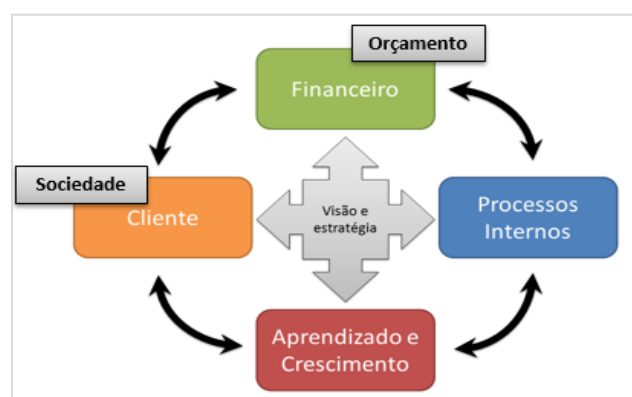 Orçamento
Financeiro
Sociedade
Cliente
Visão e
estratégia
Processos
Internos
Aprendizado e
Crescimento